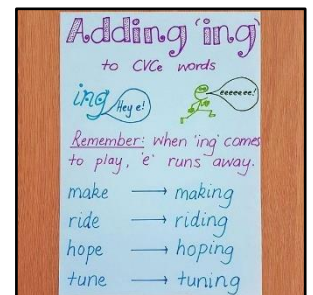 Adding 'ing'
to CVCe words
ing Hey e! eeeeeee!
Remember: when 'ing' comes
to play, 'e' runs away.
make → making
ride → riding
hope → hoping
tune → tuning